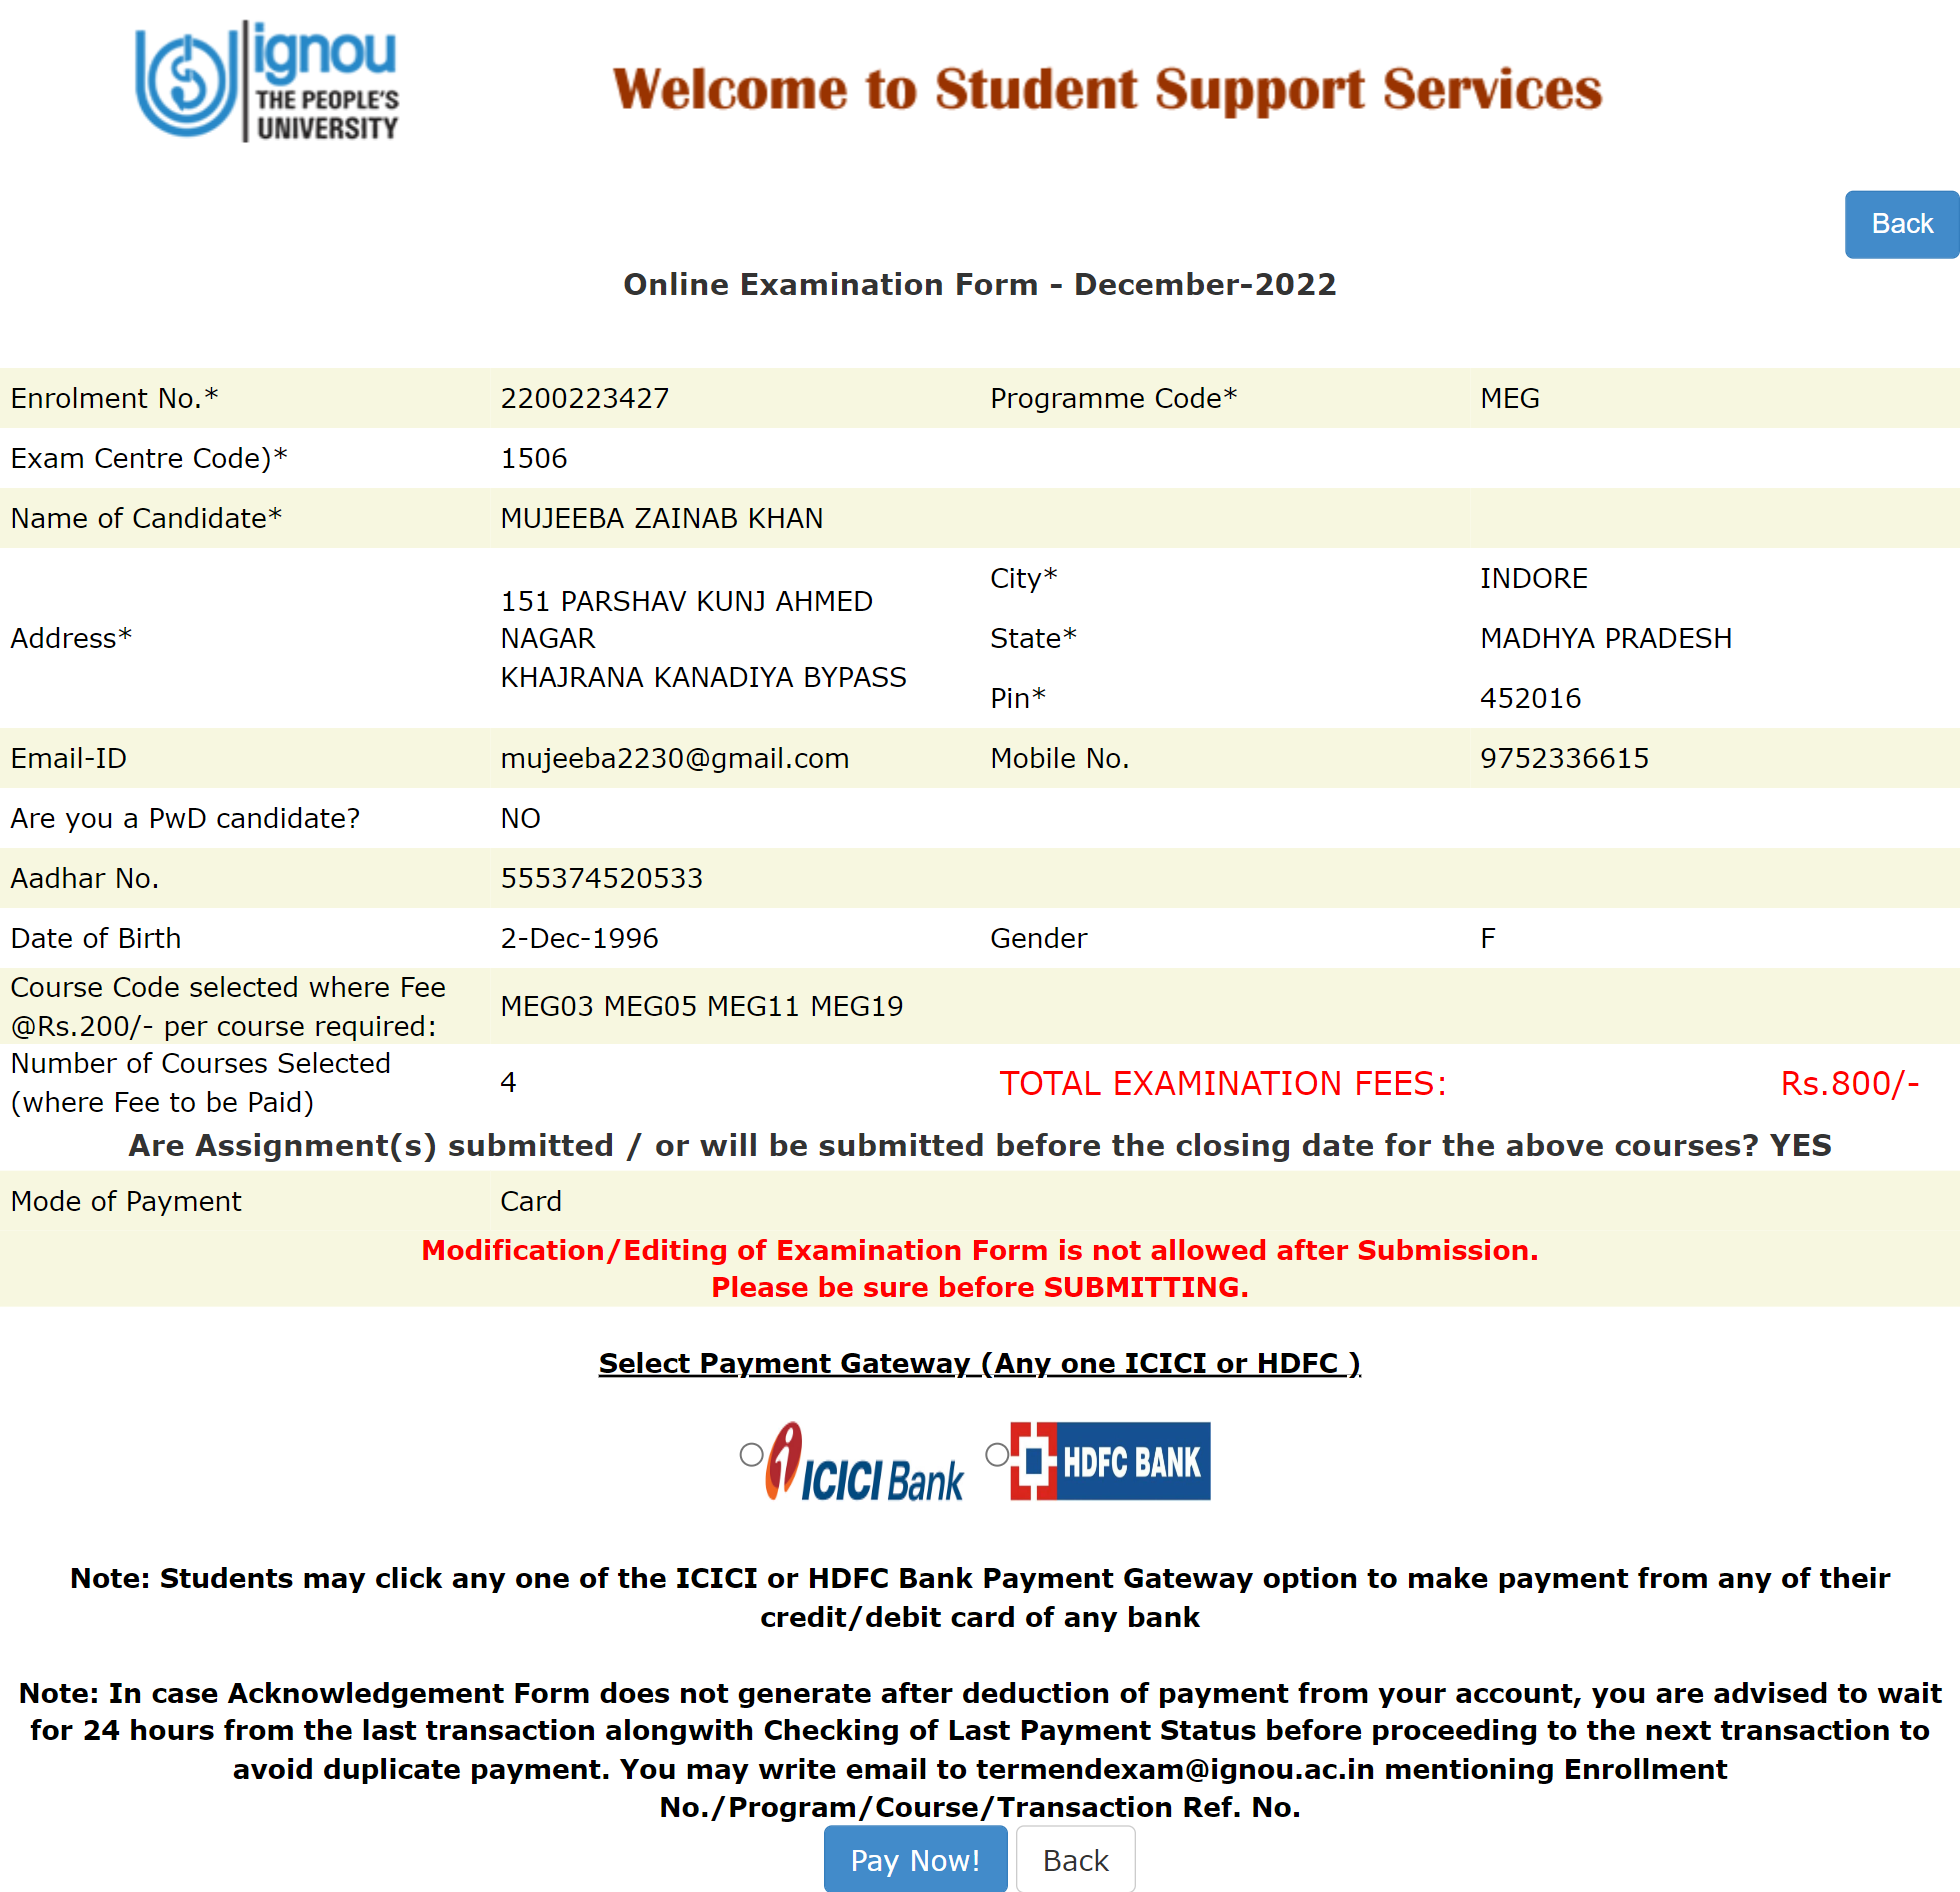 ignou
THE PEOPLE'S
UNIVERSITY
Welcome to Student Support Services
Back
Online Examination Form - December-2022
Enrolment No.* 2200223427 Programme Code* MEG
Exam Centre Code)* 1506
Name of Candidate* MUJEEBA ZAINAB KHAN
Address* 151 PARSHAV KUNJ AHMED
NAGAR
KHAJRANA KANADIYA BYPASS
City* INDORE
State* MADHYA PRADESH
Pin* 452016
Email-ID mujeeba2230@gmail.com Mobile No. 9752336615
Are you a PwD candidate? NO
Aadhar No. 555374520533
Date of Birth 2-Dec-1996 Gender F
Course Code selected where Fee
@Rs.200/- per course required: MEG03 MEG05 MEG11 MEG19
Number of Courses Selected
(where Fee to be Paid) 4 TOTAL EXAMINATION FEES: Rs.800/-
Are Assignment(s) submitted / or will be submitted before the closing date for the above courses? YES
Mode of Payment Card
Modification/Editing of Examination Form is not allowed after Submission.
Please be sure before SUBMITTING.
Select Payment Gateway (Any one ICICI or HDFC )
ICICI Bank HDFC BANK
Note: Students may click any one of the ICICI or HDFC Bank Payment Gateway option to make payment from any of their
credit/debit card of any bank
Note: In case Acknowledgement Form does not generate after deduction of payment from your account, you are advised to wait
for 24 hours from the last transaction alongwith Checking of Last Payment Status before proceeding to the next transaction to
avoid duplicate payment. You may write email to termendexam@ignou.ac.in mentioning Enrollment
No./Program/Course/Transaction Ref. No.
Pay Now! Back